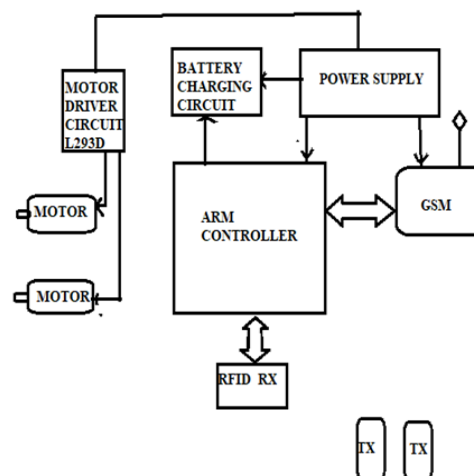 MOTOR
DRIVER
CIRCUIT
L293D
BATTERY
CHARGING
CIRCUIT
POWER SUPPLY
MOTOR
MOTOR
ARM
CONTROLLER
GSM
RFID RX
TX
TX